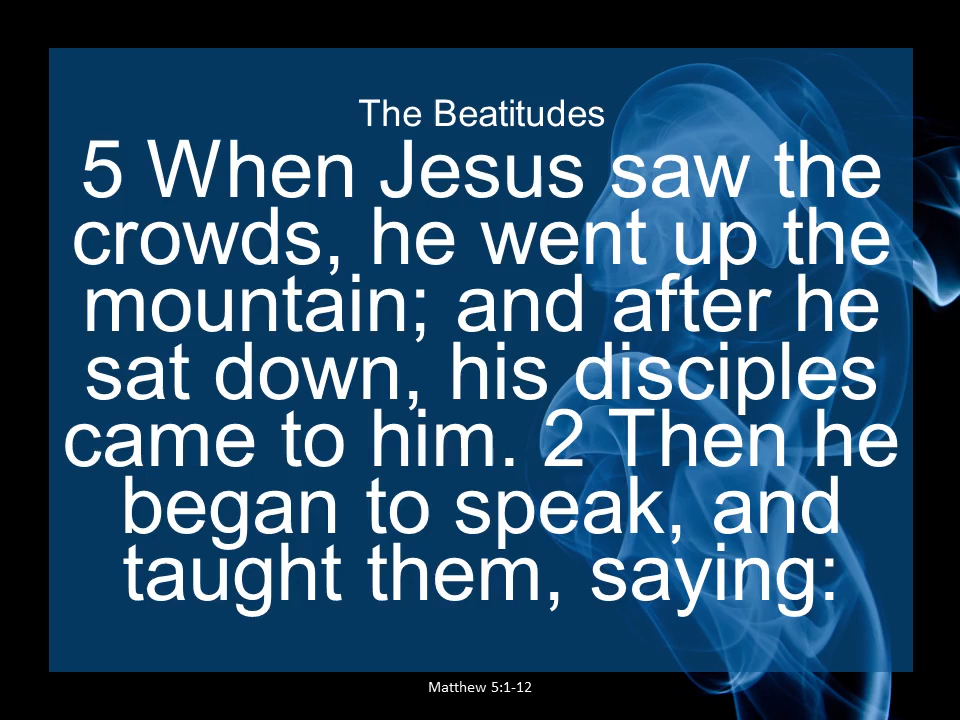 The Beatitudes
5 When Jesus saw the
crowds, he went up the
mountain; and after he
sat down, his disciples
came to him. 2 Then he
began to speak, and
taught them, saying:
Matthew 5:1-12